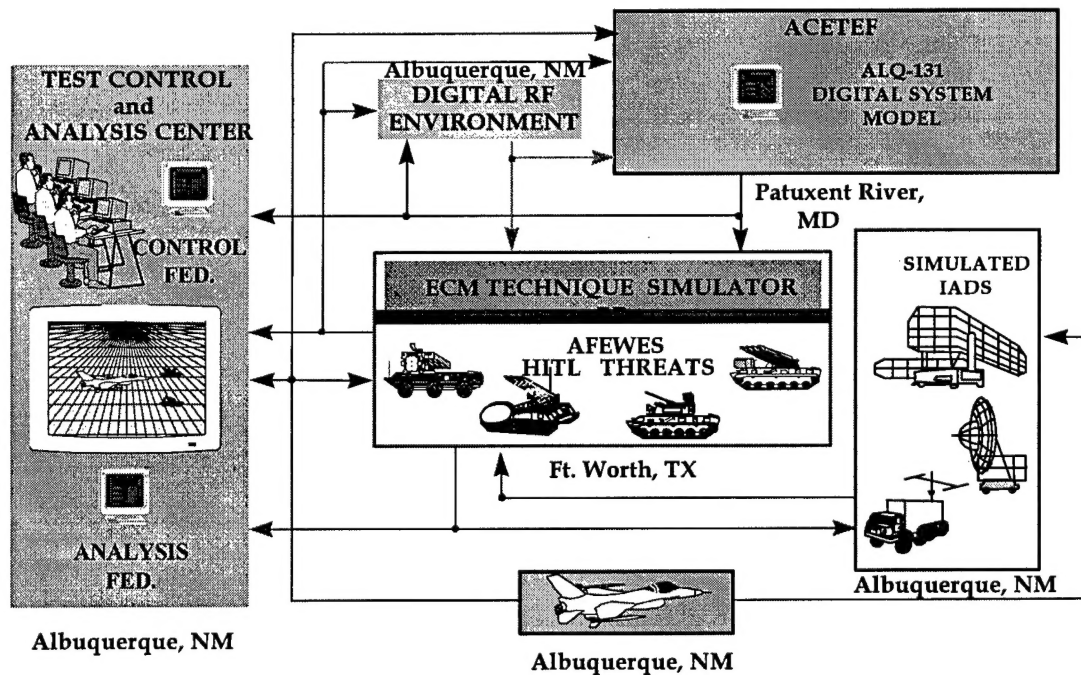 TEST CONTROL
and
ANALYSIS CENTER
CONTROL
FED.
ANALYSIS
FED.
Albuquerque, NM
Albuquerque, NM
DIGITAL RF
ENVIRONMENT
ACETEF
ALQ-131
DIGITAL SYSTEM
MODEL
Patuxent River,
MD
ECM TECHNIQUE SIMULATOR
AFEWES
HITL THREATS
Ft. Worth, TX
SIMULATED
IADS
Albuquerque, NM
Albuquerque, NM